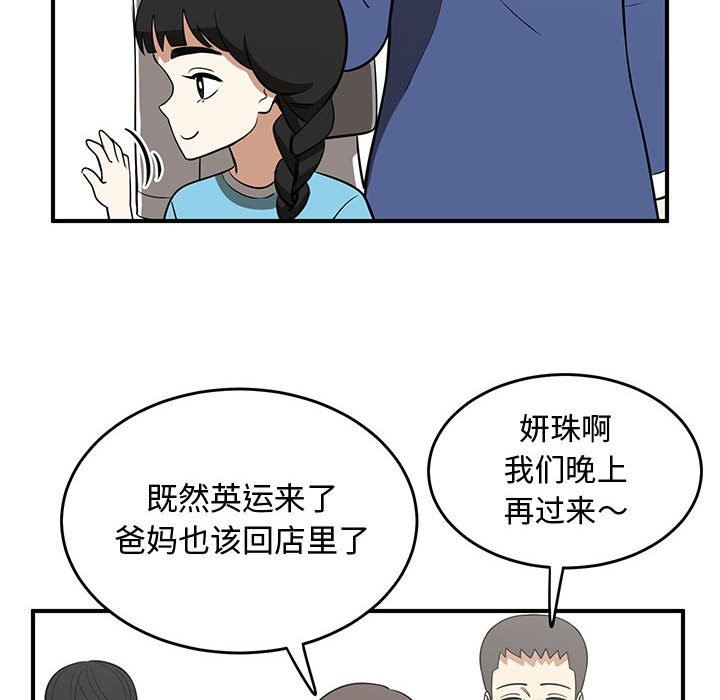 妍珠啊
我们晚上
再过来～
既然英运来了
爸妈也该回店里了